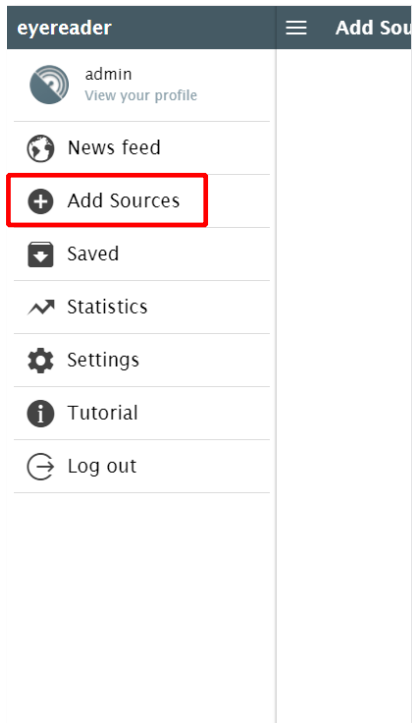 eyereader
Add Sou
admin
View your profile
News feed
Add Sources
Saved
Statistics
Settings
Tutorial
Log out